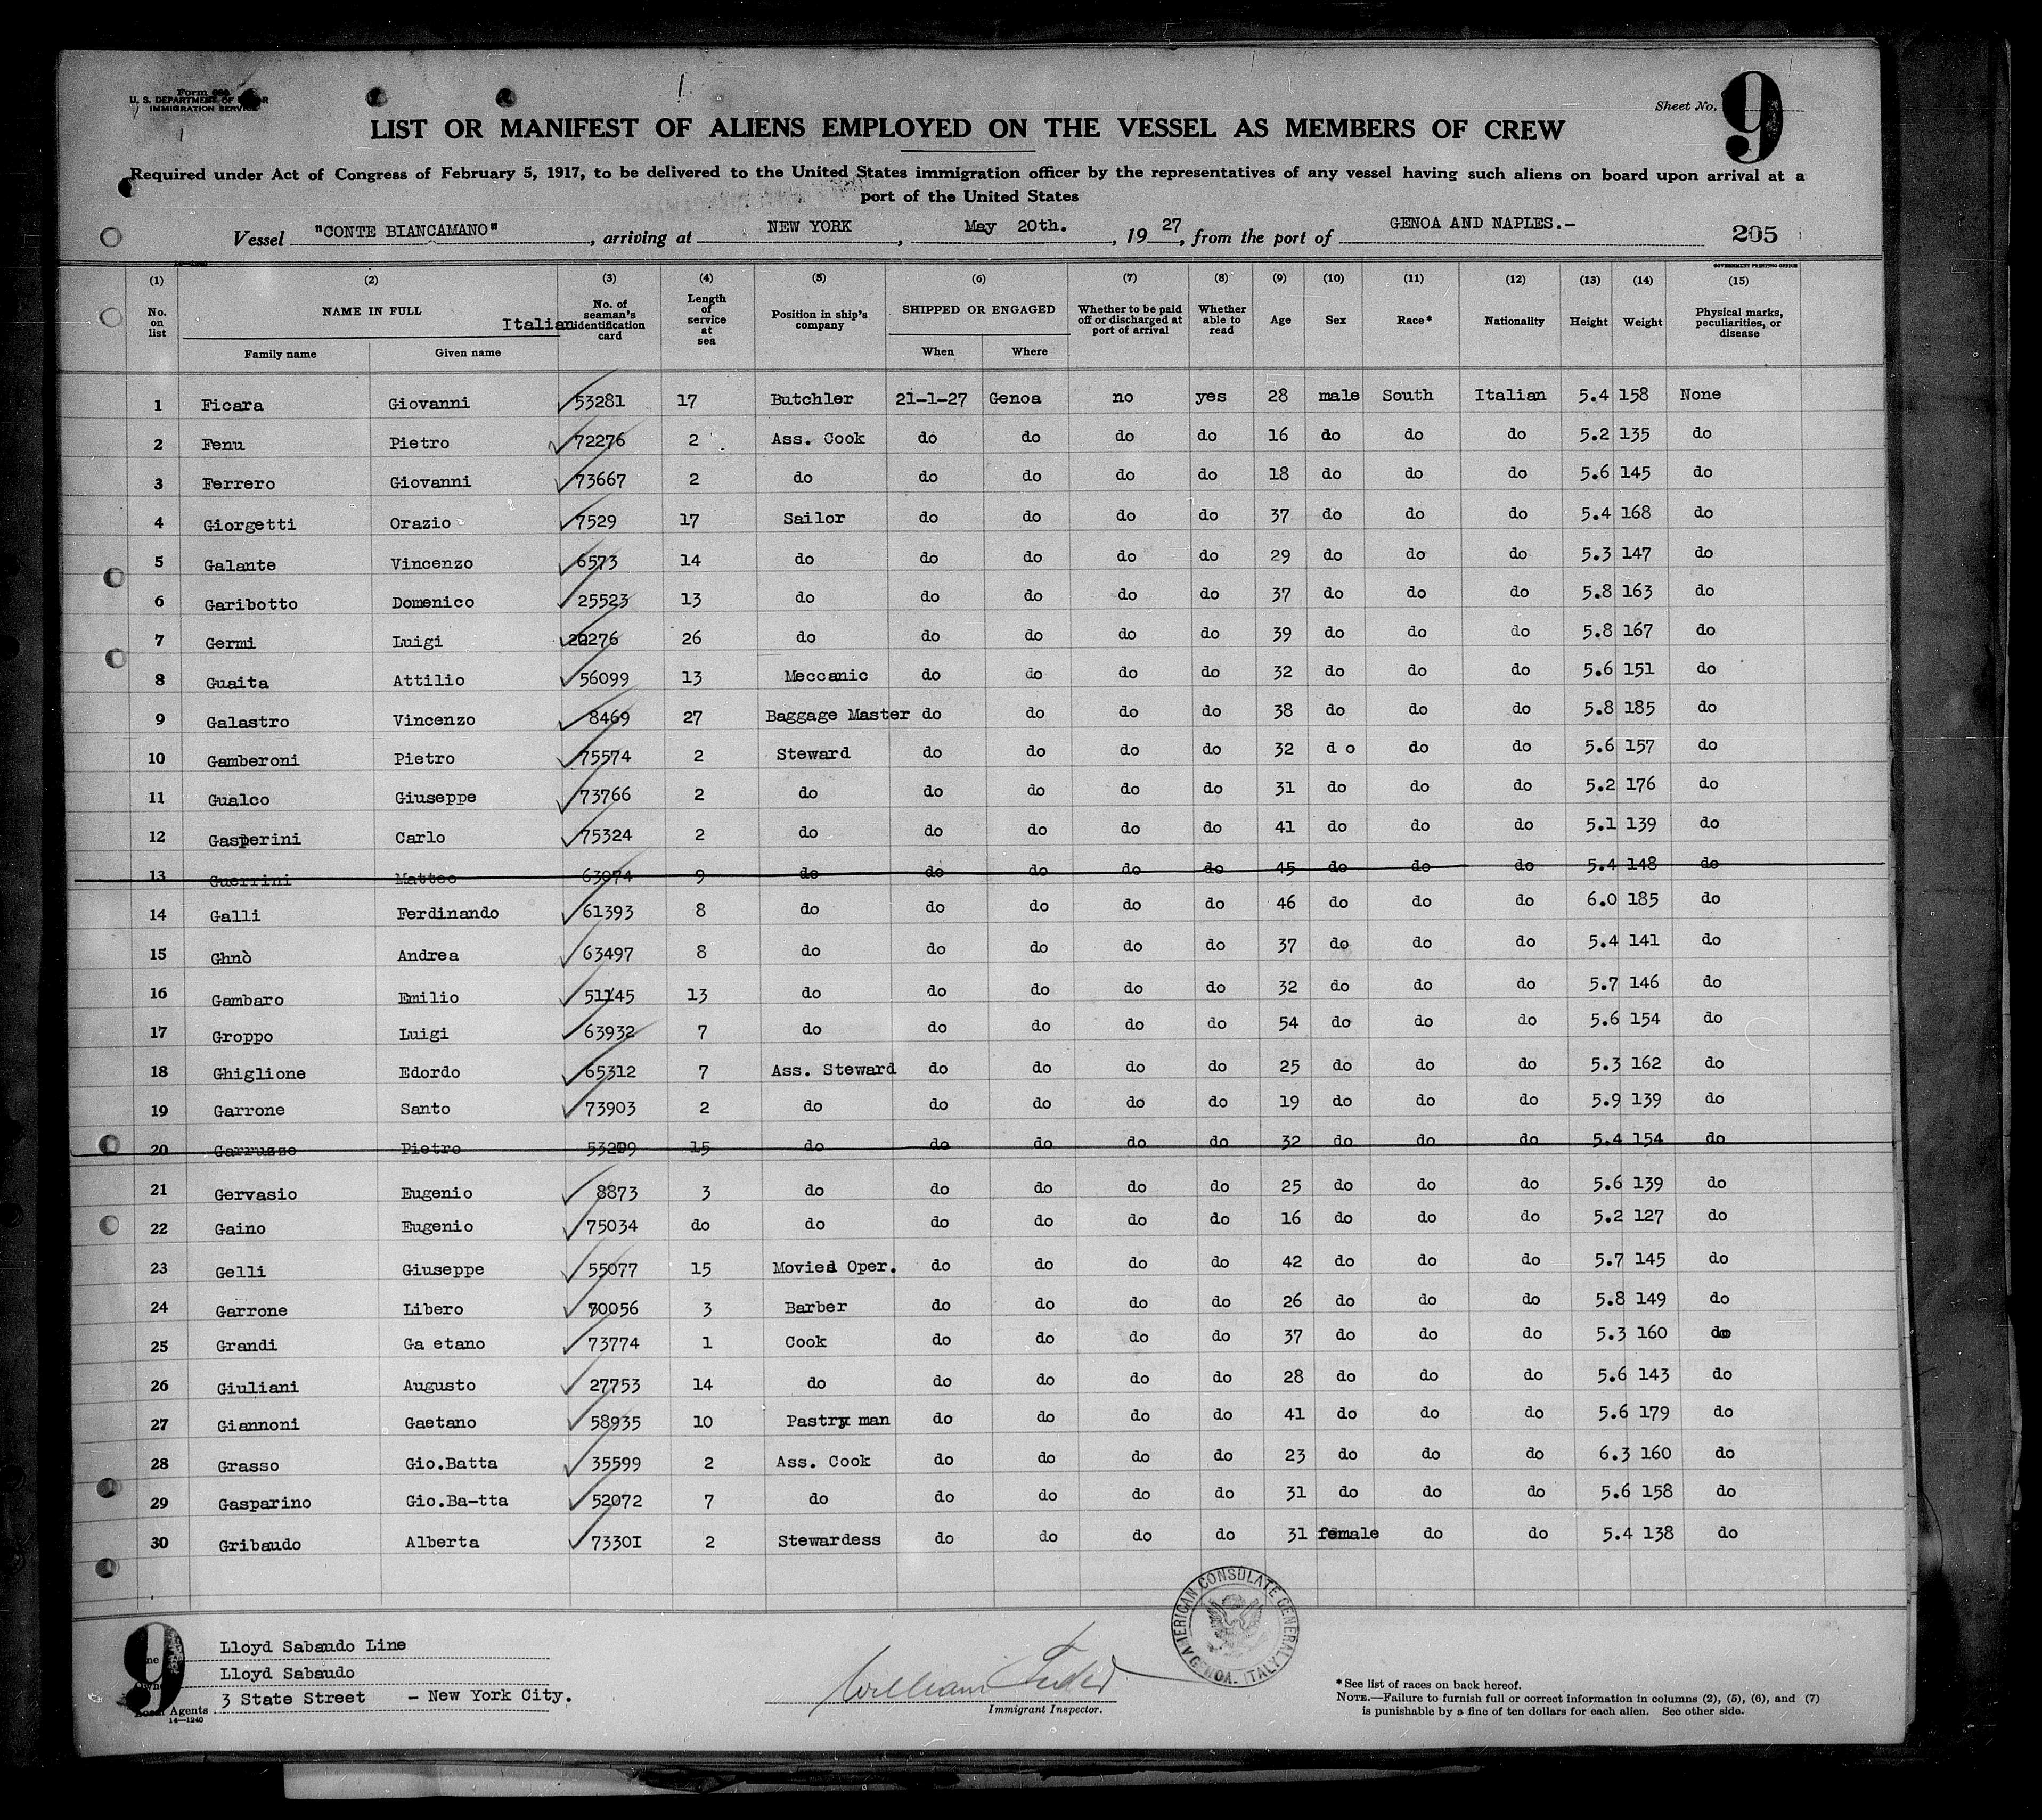 Form 680
U. S. DEPARTMENT OF LABOR
IMMIGRATION SERVICE
Sheet No. 9
LIST OR MANIFEST OF ALIENS EMPLOYED ON THE VESSEL AS MEMBERS OF CREW
Required under Act of Congress of February 5, 1917, to be delivered to the United States immigration officer by the representatives of any vessel having such aliens on board upon arrival at a
port of the United States
Vessel "CONTE BIANCAMANO", arriving at NEW YORK, May 20th., 1927, from the port of GENOA AND NAPLES.- 205
14—1240 GOVERNMENT PRINTING OFFICE
(1) (2) (3) (4) (5) (6) (7) (8) (9) (10) (11) (12) (13) (14) (15)
No. on list NAME IN FULL Italian No. of seaman's identification card Length of service at sea Position in ship's company SHIPPED OR ENGAGED Whether to be paid off or discharged at port of arrival Whether able to read Age Sex Race* Nationality Height Weight Physical marks, peculiarities, or disease
Family name Given name When Where
1 Ficara Giovanni 53281 17 Butchler 21-1-27 Genoa no yes 28 male South Italian 5.4 158 None
2 Fenu Pietro 72276 2 Ass. Cook do do do do 16 do do do 5.2 135 do
3 Ferrero Giovanni 73667 2 do do do do do 18 do do do 5.6 145 do
4 Giorgetti Orazio 7529 17 Sailor do do do do 37 do do do 5.4 168 do
5 Galante Vincenzo 6573 14 do do do do do 29 do do do 5.3 147 do
6 Garibotto Domenico 25523 13 do do do do do 37 do do do 5.8 163 do
7 Germi Luigi 20276 26 do do do do do 39 do do do 5.8 167 do
8 Guaita Attilio 56099 13 Meccanic do do do do 32 do do do 5.6 151 do
9 Galastro Vincenzo 8469 27 Baggage Master do do do do 38 do do do 5.8 185 do
10 Gamberoni Pietro 75574 2 Steward do do do do 32 d o do do 5.6 157 do
11 Gualco Giuseppe 73766 2 do do do do do 31 do do do 5.2 176 do
12 Gasperini Carlo 75324 2 do do do do do 41 do do do 5.1 139 do
13 Guerrini Matteo 63074 9 do do do do do 45 do do do 5.4 148 do
14 Galli Ferdinando 61393 8 do do do do do 46 do do do 6.0 185 do
15 Ghnò Andrea 63497 8 do do do do do 37 do do do 5.4 141 do
16 Gambaro Emilio 51145 13 do do do do do 32 do do do 5.7 146 do
17 Groppo Luigi 63932 7 do do do do do 54 do do do 5.6 154 do
18 Ghiglione Edordo 65312 7 Ass. Steward do do do do 25 do do do 5.3 162 do
19 Garrone Santo 73903 2 do do do do do 19 do do do 5.9 139 do
20 Garruzzo Pietro 15 do do do do do 32 do do do 5.4 154 do
21 Gervasio Eugenio 8873 3 do do do do do 25 do do do 5.6 139 do
22 Gaino Eugenio 75034 do do do do do do 16 do do do 5.2 127 do
23 Gelli Giuseppe 55077 15 Movied Oper. do do do do 42 do do do 5.7 145 do
24 Garrone Libero 70056 3 Barber do do do do 26 do do do 5.8 149 do
25 Grandi Ga etano 73774 1 Cook do do do do 37 do do do 5.3 160 do
26 Giuliani Augusto 27753 14 do do do do do 28 do do do 5.6 143 do
27 Giannoni Gaetano 58935 10 Pastry man do do do do 41 do do do 5.6 179 do
28 Grasso Gio.Batta 35599 2 Ass. Cook do do do do 23 do do do 6.3 160 do
29 Gasparino Gio.Ba-tta 52072 7 do do do do do 31 do do do 5.6 158 do
30 Gribaudo Alberta 7330I 2 Stewardess do do do do 31 female do do 5.4 138 do
AMERICAN CONSULATE GENERAL GENOA, ITALY
9
Lloyd Sabaudo Line
Lloyd Sabaudo
Local Agents 3 State Street - New York City.
14—1240
William
Immigrant Inspector.
*See list of races on back hereof.
NOTE.—Failure to furnish full or correct information in columns (2), (5), (6), and (7)
is punishable by a fine of ten dollars for each alien. See other side.